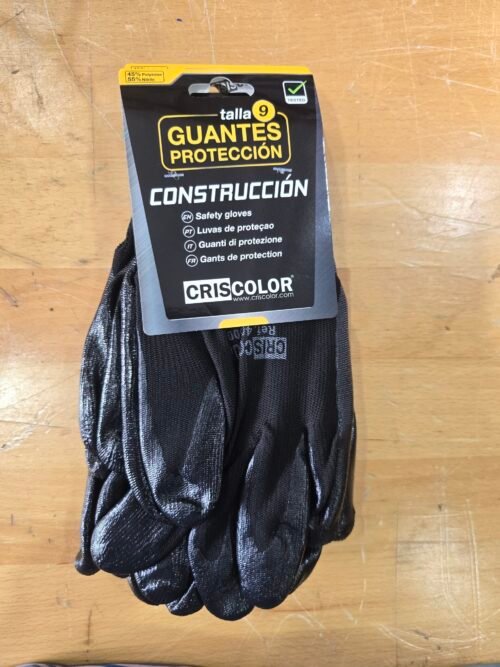 45% Polyester
55% Nitrile
TESTED
talla 9
GUANTES
PROTECCIÓN
CONSTRUCCIÓN
EN Safety gloves
PT Luvas de proteçao
IT Guanti di protezione
FR Gants de protection
CRISCOLOR®
www.criscolor.com